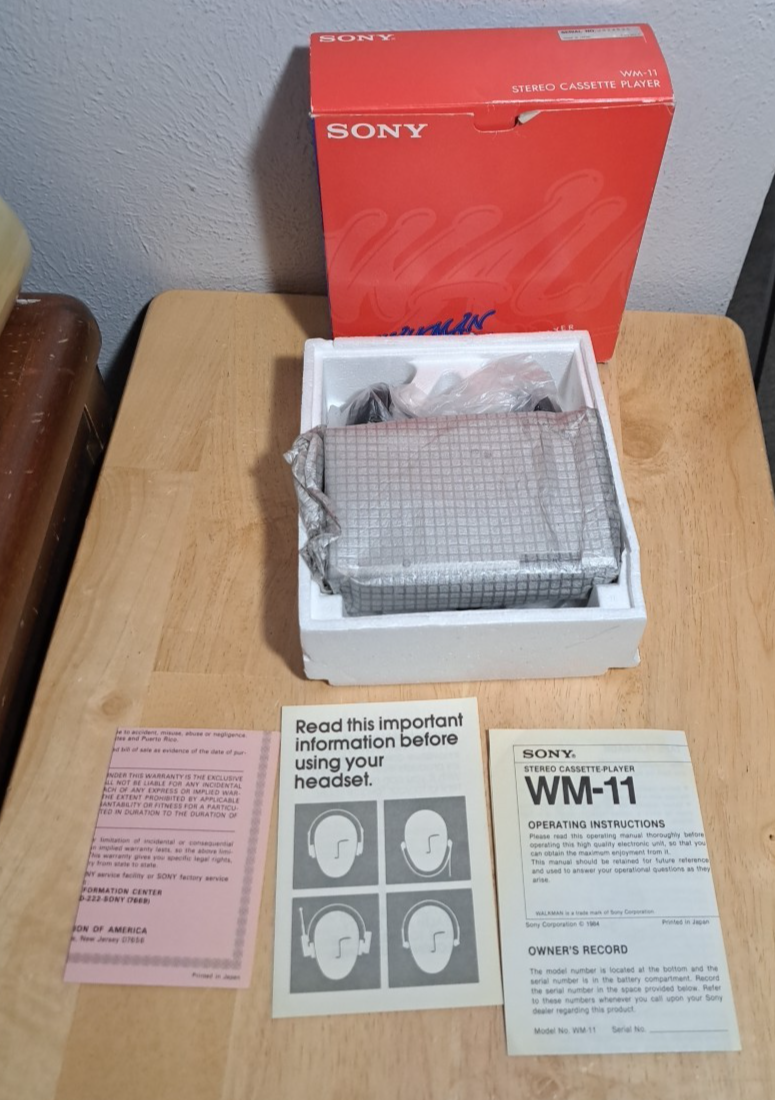 SONY
SERIAL NO.
WM-11
STEREO CASSETTE PLAYER
SONY
WALKMAN
se to accident, misuse, abuse or negligence.
tes and Puerto Rico.
bill of sale as evidence of the date of pur-
UNDER THIS WARRANTY IS THE EXCLUSIVE
ALL NOT BE LIABLE FOR ANY INCIDENTAL
ACH OF ANY EXPRESS OR IMPLIED WAR-
THE EXTENT PROHIBITED BY APPLICABLE
ANTABILITY OR FITNESS FOR A PARTICU-
TED IN DURATION TO THE DURATION OF
limitation of incidental or consequential
implied warranty lasts, so the above limi-
his warranty gives you specific legal rights,
ry from state to state.
NY service facility or SONY factory service
FORMATION CENTER
)-222-SONY (7669)
ION OF AMERICA
k, New Jersey 07656
Printed in Japan
Read this important
information before
using your
headset.
SONY®
STEREO CASSETTE-PLAYER
WM-11
OPERATING INSTRUCTIONS
Please read this operating manual thoroughly before
operating this high quality electronic unit, so that you
can obtain the maximum enjoyment from it.
This manual should be retained for future reference
and used to answer your operational questions as they
arise.
WALKMAN is a trade mark of Sony Corporation
Sony Corporation © 1984 Printed in Japan
OWNER'S RECORD
The model number is located at the bottom and the
serial number is in the battery compartment. Record
the serial number in the space provided below. Refer
to these numbers whenever you call upon your Sony
dealer regarding this product.
Model No. WM-11 Serial No.